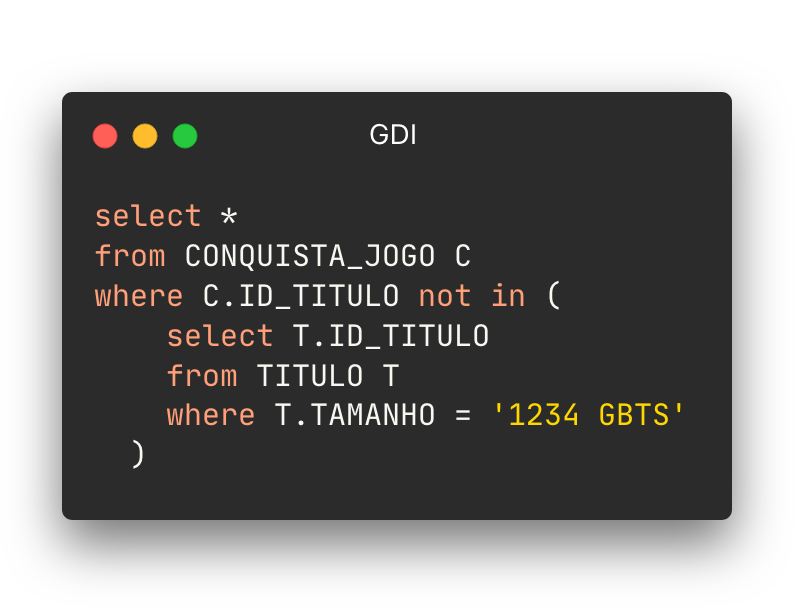 GDI
select *
from CONQUISTA_JOGO C
where C.ID_TITULO not in (
    select T.ID_TITULO
    from TITULO T
    where T.TAMANHO = '1234 GBTS'
  )